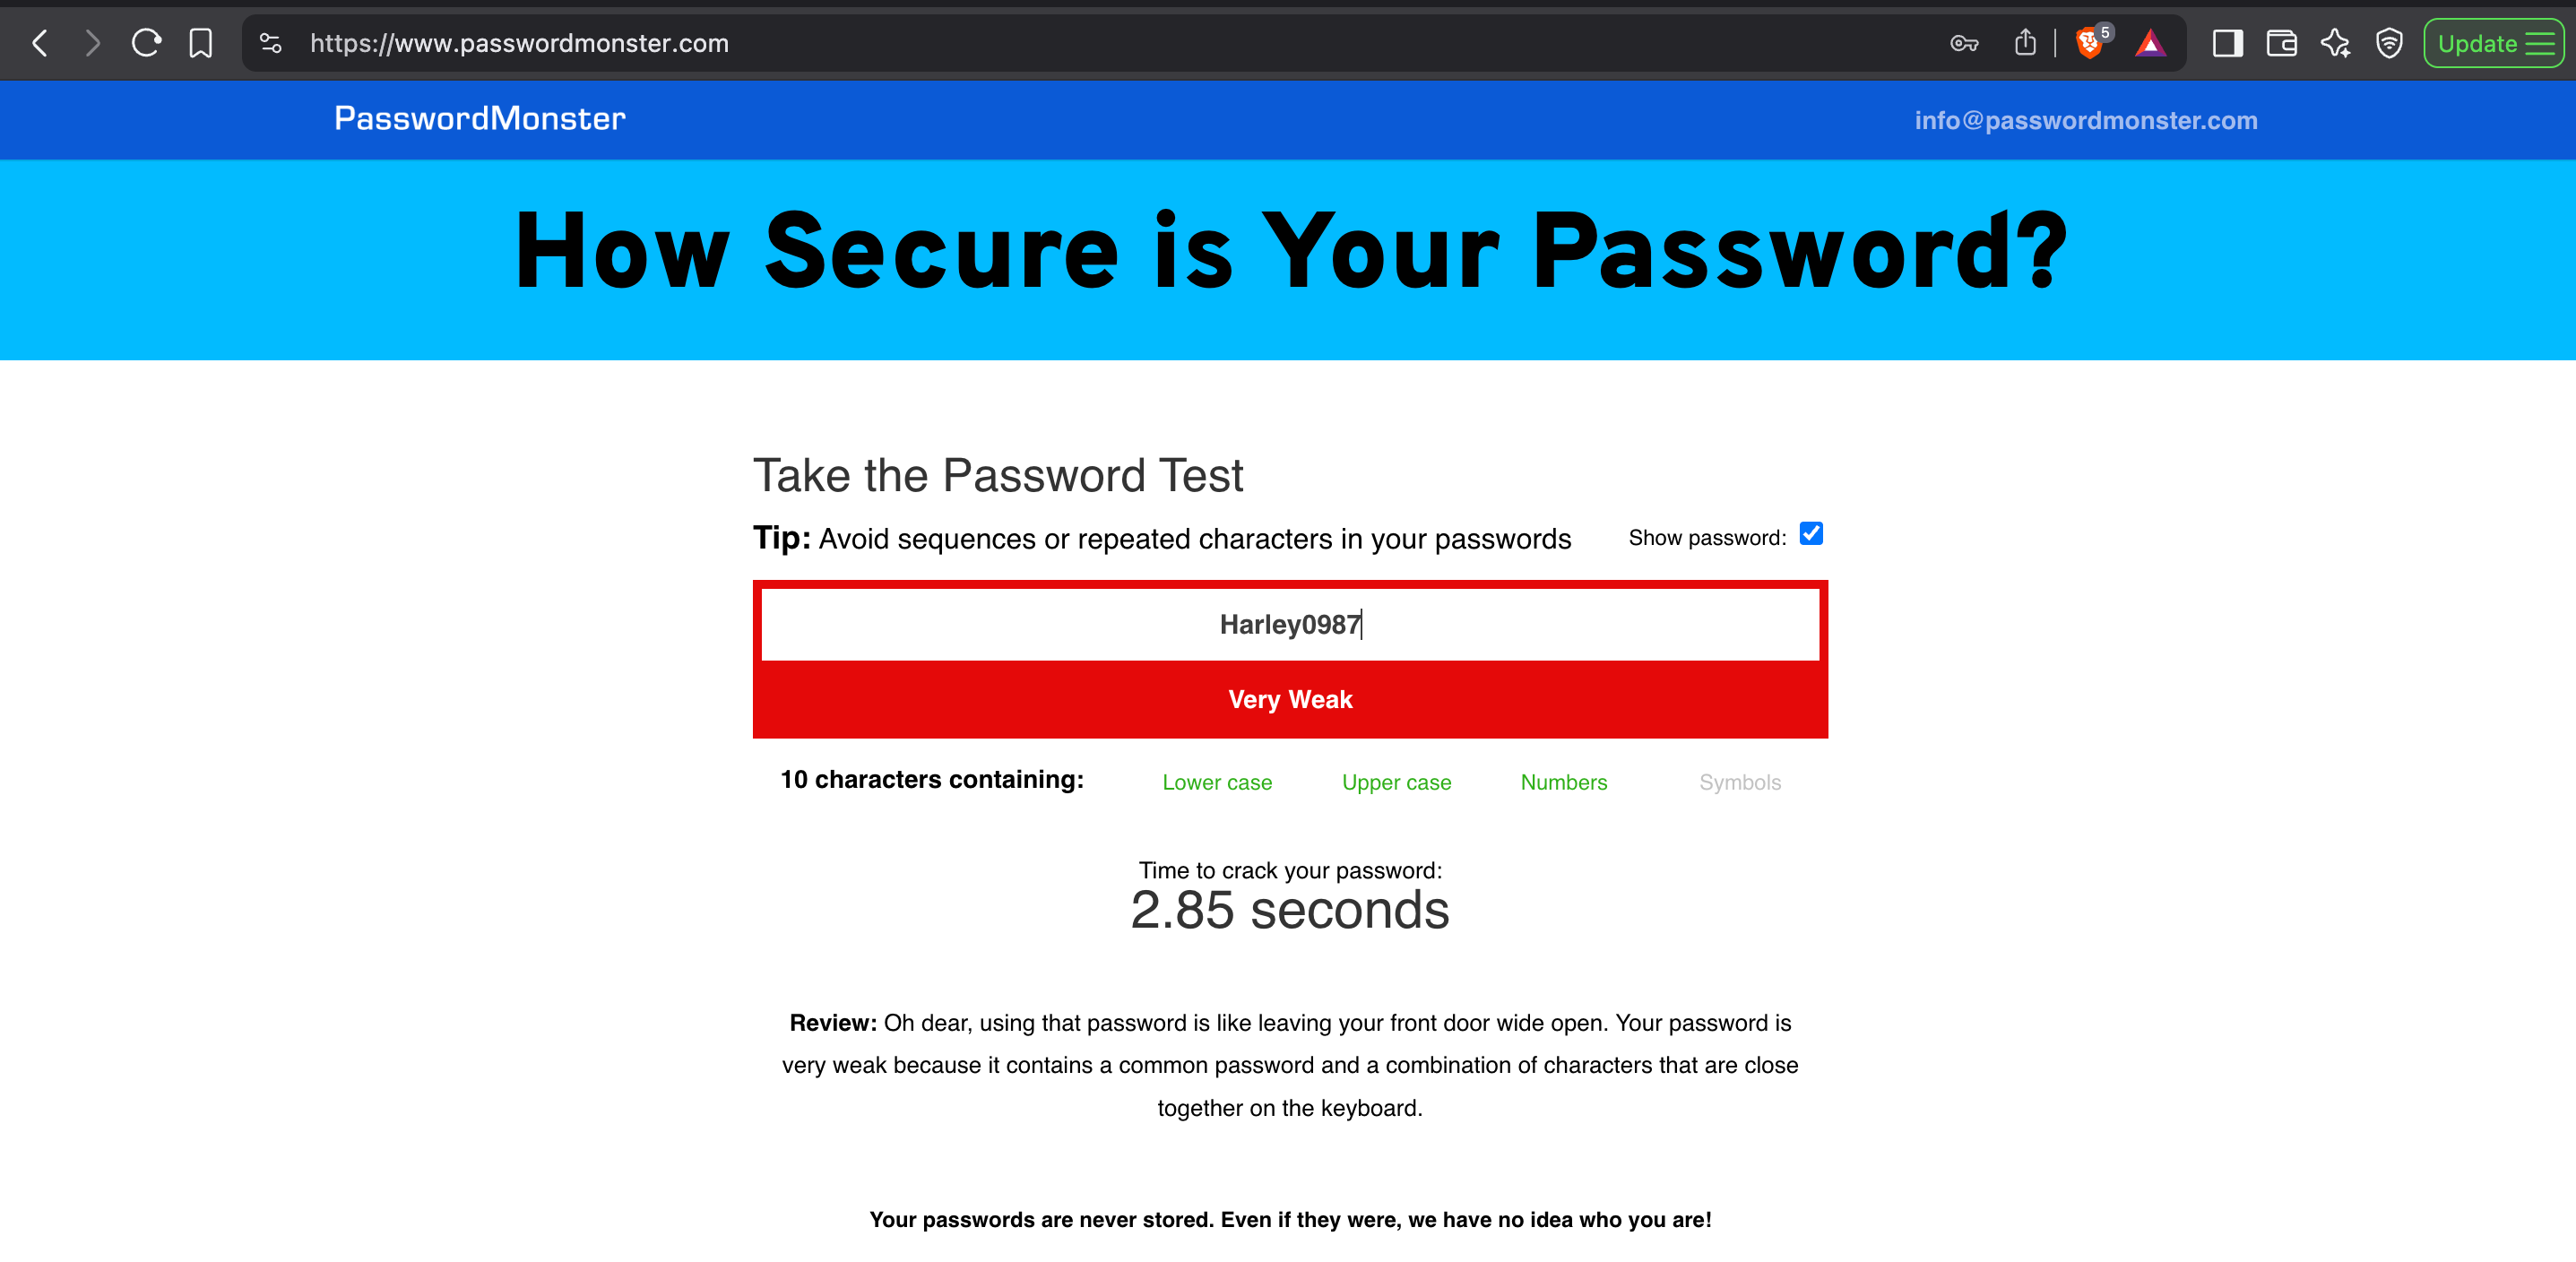 https://www.passwordmonster.com
5
Update
PasswordMonster
info@passwordmonster.com
How Secure is Your Password?
Take the Password Test
Tip: Avoid sequences or repeated characters in your passwords
Show password:
Harley0987
Very Weak
10 characters containing:
Lower case
Upper case
Numbers
Symbols
Time to crack your password:
2.85 seconds
Review: Oh dear, using that password is like leaving your front door wide open. Your password is
very weak because it contains a common password and a combination of characters that are close
together on the keyboard.
Your passwords are never stored. Even if they were, we have no idea who you are!